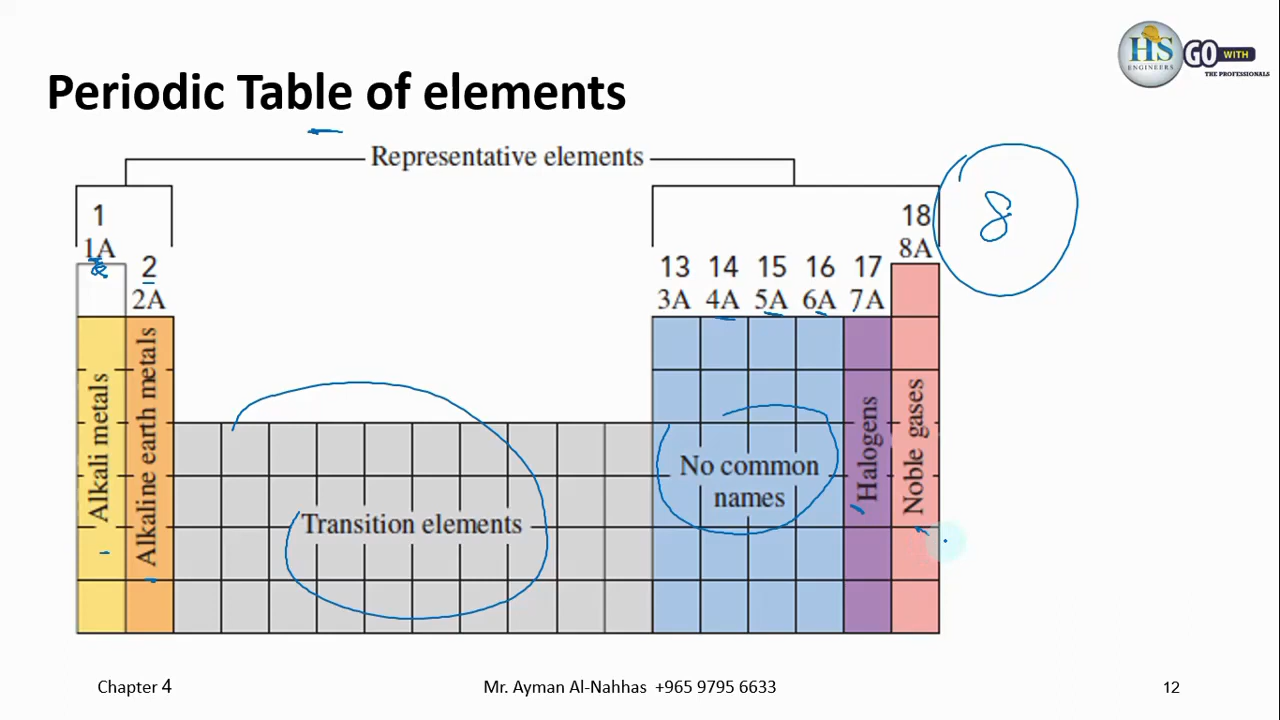 HS
ENGINEERS
GO WITH
THE PROFESSIONALS
Periodic Table of elements
Representative elements
1
1A
2
2A
13 14 15 16 17
3A 4A 5A 6A 7A
18
8A
8
Alkali metals
Alkaline earth metals
Transition elements
No common
names
Halogens
Noble gases
Chapter 4
Mr. Ayman Al-Nahhas +965 9795 6633
12